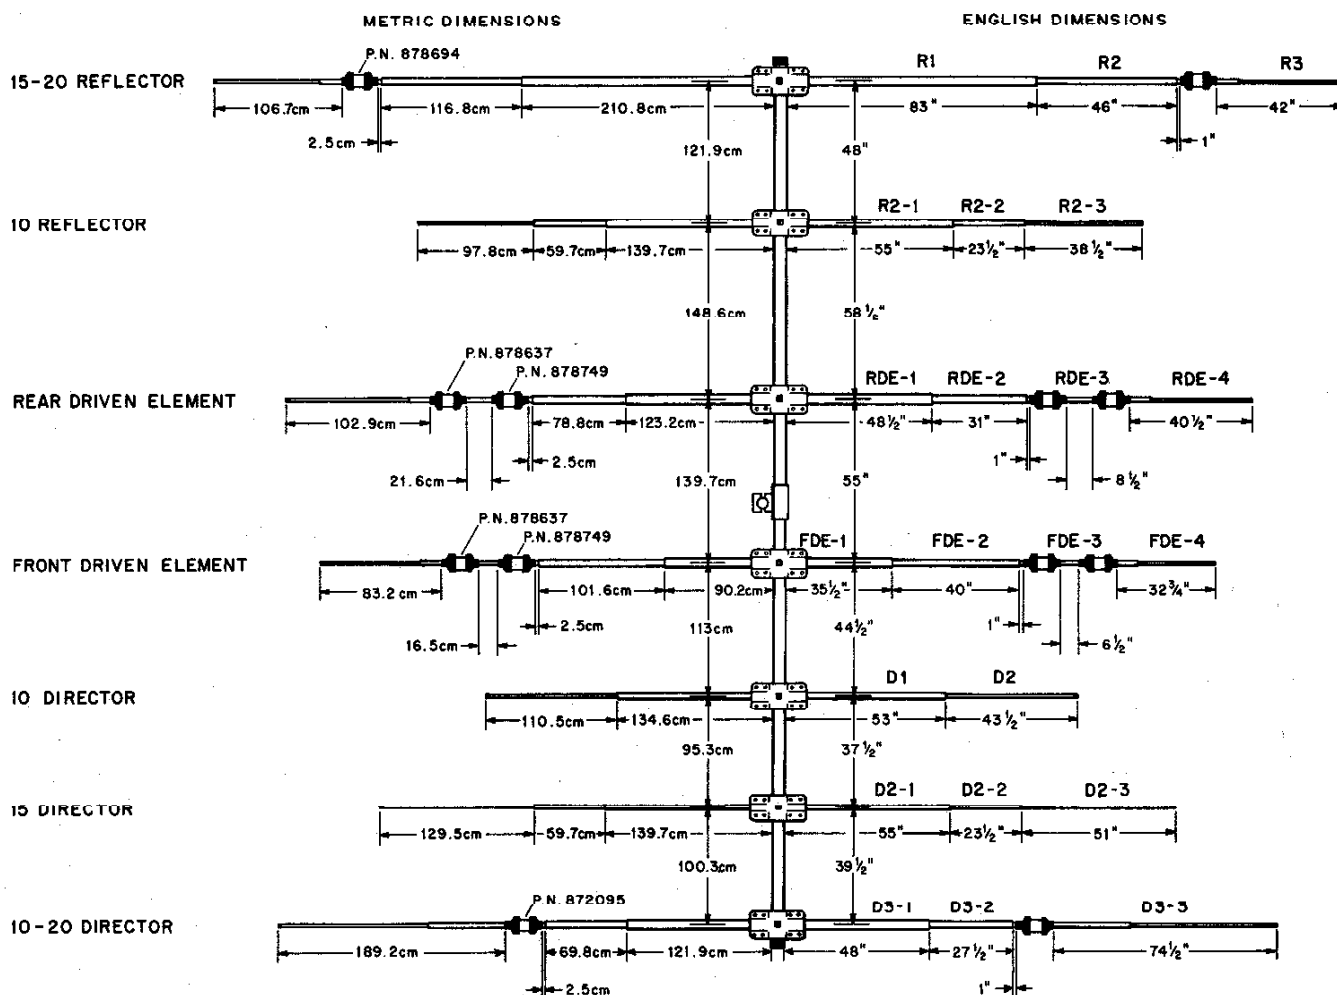 METRIC DIMENSIONS
ENGLISH DIMENSIONS
P.N. 878694
15-20 REFLECTOR
R1
R2
R3
106.7cm
116.8cm
210.8cm
83"
46"
42"
2.5cm
1"
121.9cm
48"
10 REFLECTOR
R2-1
R2-2
R2-3
97.8cm
59.7cm
139.7cm
55"
23½"
38½"
148.6cm
58½"
P.N. 878637
P.N. 878749
REAR DRIVEN ELEMENT
RDE-1
RDE-2
RDE-3
RDE-4
102.9cm
78.8cm
123.2cm
48½"
31"
40½"
2.5cm
1"
21.6cm
139.7cm
55"
8½"
P.N. 878637
P.N. 878749
FRONT DRIVEN ELEMENT
FDE-1
FDE-2
FDE-3
FDE-4
83.2cm
101.6cm
90.2cm
35½"
40"
32¾"
2.5cm
113cm
44½"
1"
16.5cm
6½"
10 DIRECTOR
D1
D2
110.5cm
134.6cm
53"
43½"
95.3cm
37½"
15 DIRECTOR
D2-1
D2-2
D2-3
129.5cm
59.7cm
139.7cm
55"
23½"
51"
100.3cm
39½"
P.N. 872095
10-20 DIRECTOR
D3-1
D3-2
D3-3
189.2cm
69.8cm
121.9cm
48"
27½"
74½"
2.5cm
1"